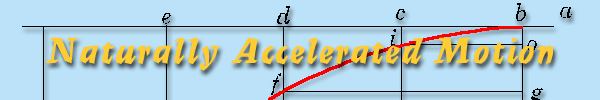 e d c b a
Naturally Accelerated Motion
i o
f g